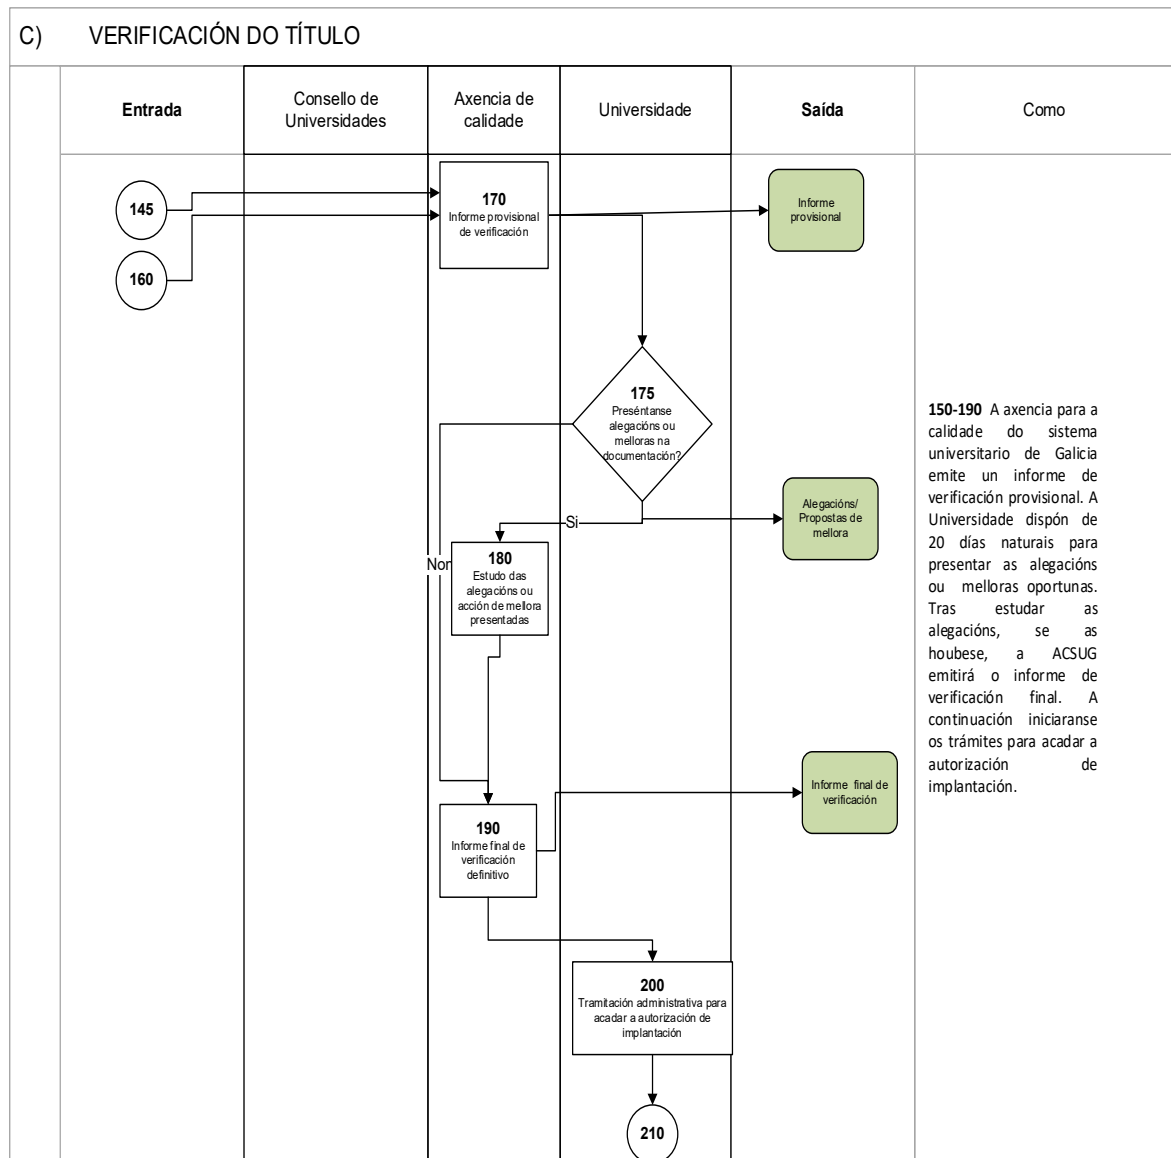 C) VERIFICACIÓN DO TÍTULO
Entrada
Consello de
Universidades
Axencia de
calidade
Universidade
Saída
Como
145
160
170
Informe provisional
de verificación
Informe
provisional
175
Preséntanse
alegacións ou
melloras na
documentación?
Alegacións/
Propostas de
mellora
Si
Non
180
Estudo das
alegacións ou
acción de mellora
presentadas
150-190 A axencia para a
calidade do sistema
universitario de Galicia
emite un informe de
verificación provisional. A
Universidade dispón de
20 días naturais para
presentar as alegacións
ou melloras oportunas.
Tras estudar as
alegacións, se as
houbese, a ACSUG
emitirá o informe de
verificación final. A
continuación iniciaranse
os trámites para acadar a
autorización de
implantación.
Informe final de
verificación
190
Informe final de
verificación
definitivo
200
Tramitación administrativa para
acadar a autorización de
implantación
210